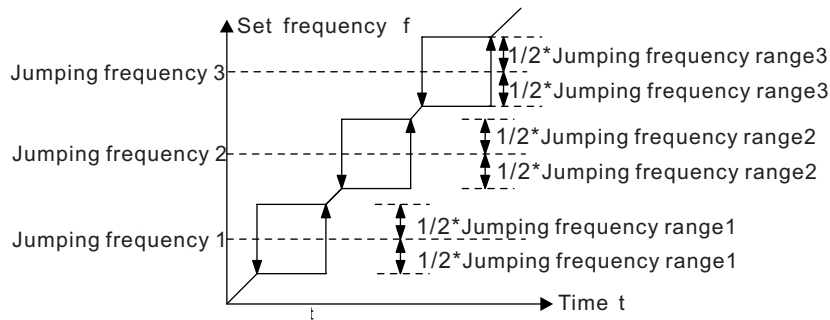 Set frequency f
1/2*Jumping frequency range3
Jumping frequency 3
1/2*Jumping frequency range3
1/2*Jumping frequency range2
Jumping frequency 2
1/2*Jumping frequency range2
1/2*Jumping frequency range1
Jumping frequency 1
1/2*Jumping frequency range1
Time t
t